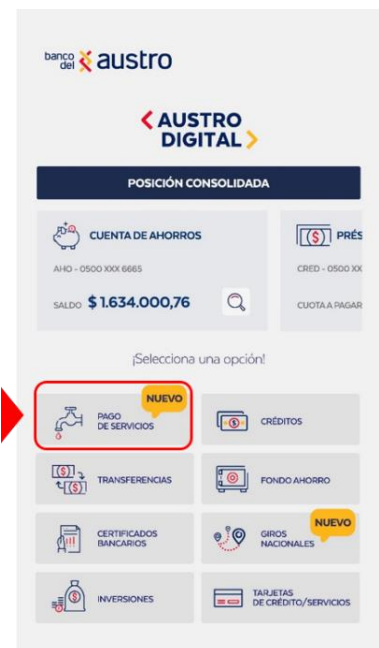 banco del austro
AUSTRO
DIGITAL
POSICIÓN CONSOLIDADA
CUENTA DE AHORROS
AHO - 0500 XXX 6665
SALDO $ 1.634.000,76
PRÉS
CRED - 0500 XX
CUOTA A PAGAR
¡Selecciona una opción!
NUEVO
PAGO
DE SERVICIOS
CRÉDITOS
TRANSFERENCIAS
FONDO AHORRO
CERTIFICADOS
BANCARIOS
NUEVO
GIROS
NACIONALES
INVERSIONES
TARJETAS
DE CRÉDITO/SERVICIOS